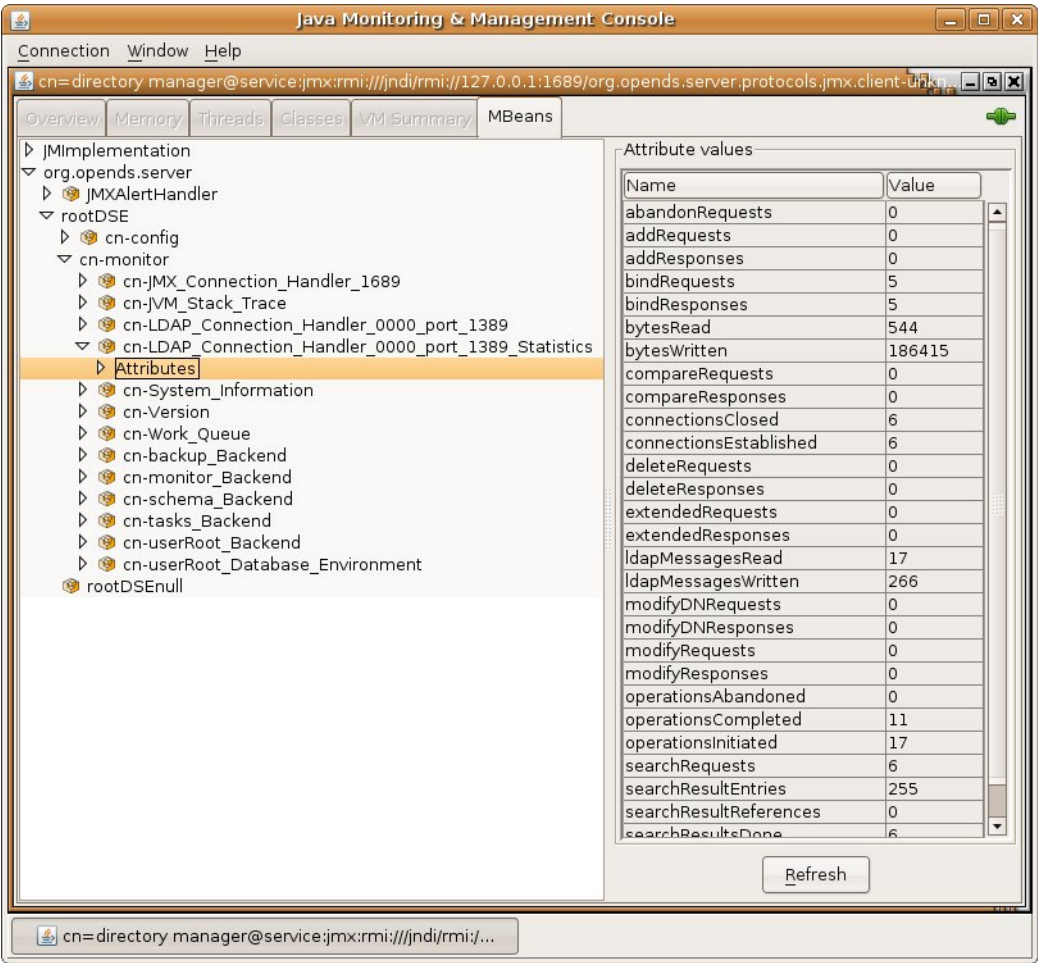 Java Monitoring & Management Console
Connection Window Help
cn=directory manager@service:jmx:rmi:///jndi/rmi://127.0.0.1:1689/org.opends.server.protocols.jmx.client-unkn...
Overview Memory Threads Classes VM Summary MBeans
JMImplementation
org.opends.server
JMXAlertHandler
rootDSE
cn-config
cn-monitor
cn-JMX_Connection_Handler_1689
cn-JVM_Stack_Trace
cn-LDAP_Connection_Handler_0000_port_1389
cn-LDAP_Connection_Handler_0000_port_1389_Statistics
Attributes
cn-System_Information
cn-Version
cn-Work_Queue
cn-backup_Backend
cn-monitor_Backend
cn-schema_Backend
cn-tasks_Backend
cn-userRoot_Backend
cn-userRoot_Database_Environment
rootDSEnull
Attribute values
Name Value
abandonRequests 0
addRequests 0
addResponses 0
bindRequests 5
bindResponses 5
bytesRead 544
bytesWritten 186415
compareRequests 0
compareResponses 0
connectionsClosed 6
connectionsEstablished 6
deleteRequests 0
deleteResponses 0
extendedRequests 0
extendedResponses 0
ldapMessagesRead 17
ldapMessagesWritten 266
modifyDNRequests 0
modifyDNResponses 0
modifyRequests 0
modifyResponses 0
operationsAbandoned 0
operationsCompleted 11
operationsInitiated 17
searchRequests 6
searchResultEntries 255
searchResultReferences 0
searchResultsDone 6
Refresh
cn=directory manager@service:jmx:rmi:///jndi/rmi:/...